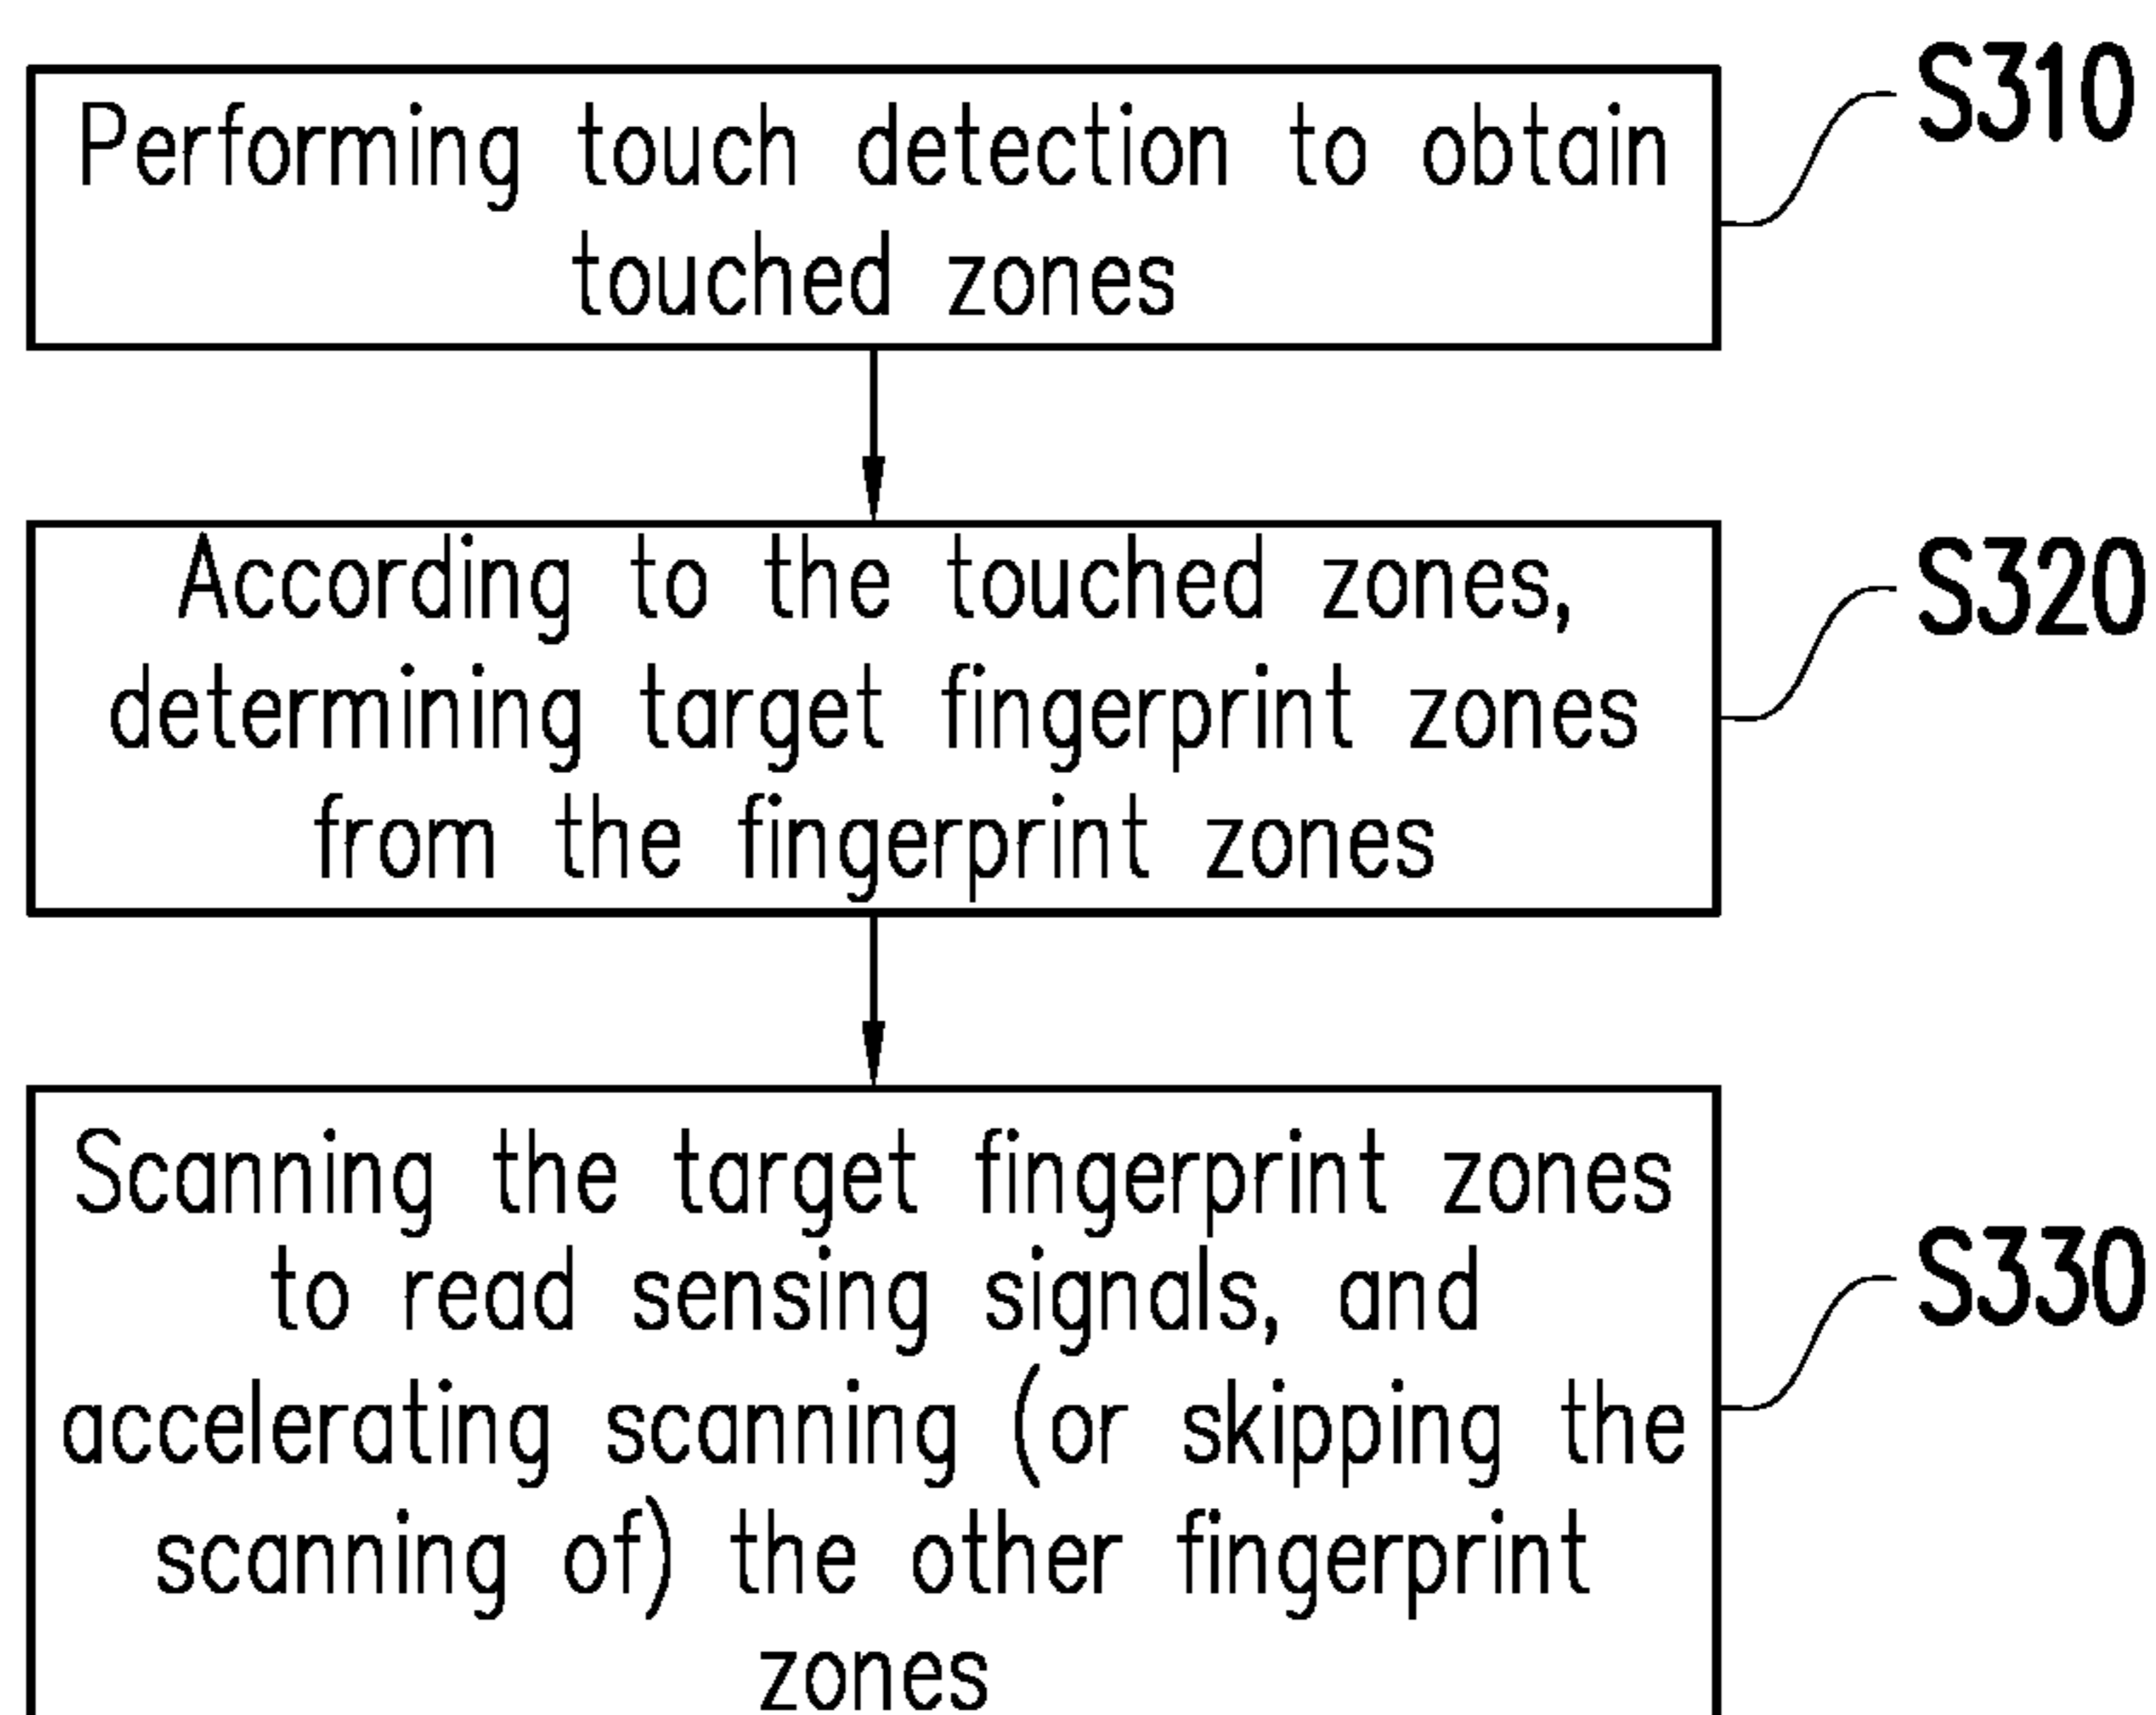 S310
Performing touch detection to obtain
touched zones
S320
According to the touched zones,
determining target fingerprint zones
from the fingerprint zones
S330
Scanning the target fingerprint zones
to read sensing signals, and
accelerating scanning (or skipping the
scanning of) the other fingerprint
zones